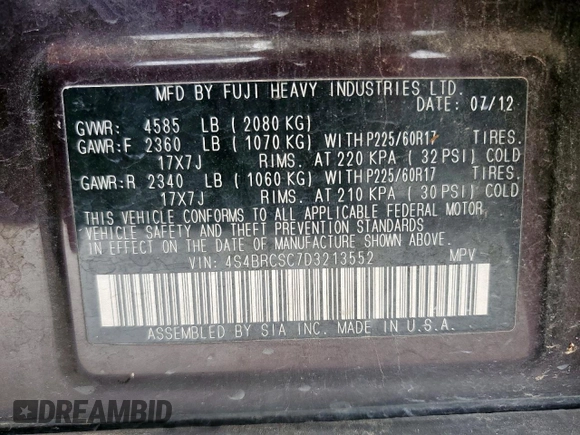 MFD BY FUJI HEAVY INDUSTRIES LTD.
DATE: 07/12
GVWR: 4585 LB ( 2080 KG)
GAWR:F 2360 LB ( 1070 KG) WITH P225/60R17 TIRES.
17X7J RIMS. AT 220 KPA ( 32 PSI) COLD
GAWR:R 2340 LB ( 1060 KG) WITH P225/60R17 TIRES.
17X7J RIMS. AT 210 KPA ( 30 PSI) COLD
THIS VEHICLE CONFORMS TO ALL APPLICABLE FEDERAL MOTOR
VEHICLE SAFETY AND THEFT PREVENTION STANDARDS
IN EFFECT ON THE DATE OF MANUFACTURE SHOWN ABOVE.
VIN: 4S4BRCSC7D3213552 MPV
ASSEMBLED BY SIA INC. MADE IN U.S.A.
DREAMBID